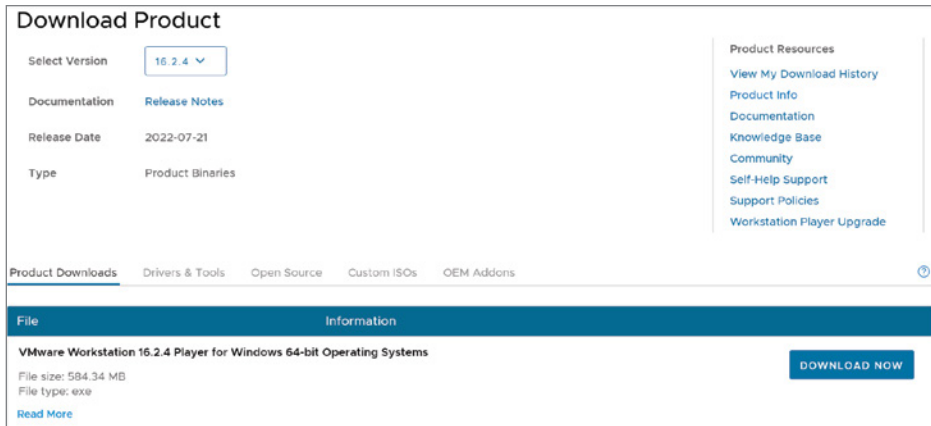 Download Product
Select Version 16.2.4
Documentation Release Notes
Release Date 2022-07-21
Type Product Binaries
Product Resources
View My Download History
Product Info
Documentation
Knowledge Base
Community
Self-Help Support
Support Policies
Workstation Player Upgrade
Product Downloads Drivers & Tools Open Source Custom ISOs OEM Addons ?
File Information
VMware Workstation 16.2.4 Player for Windows 64-bit Operating Systems
File size: 584.34 MB
File type: exe
Read More
DOWNLOAD NOW